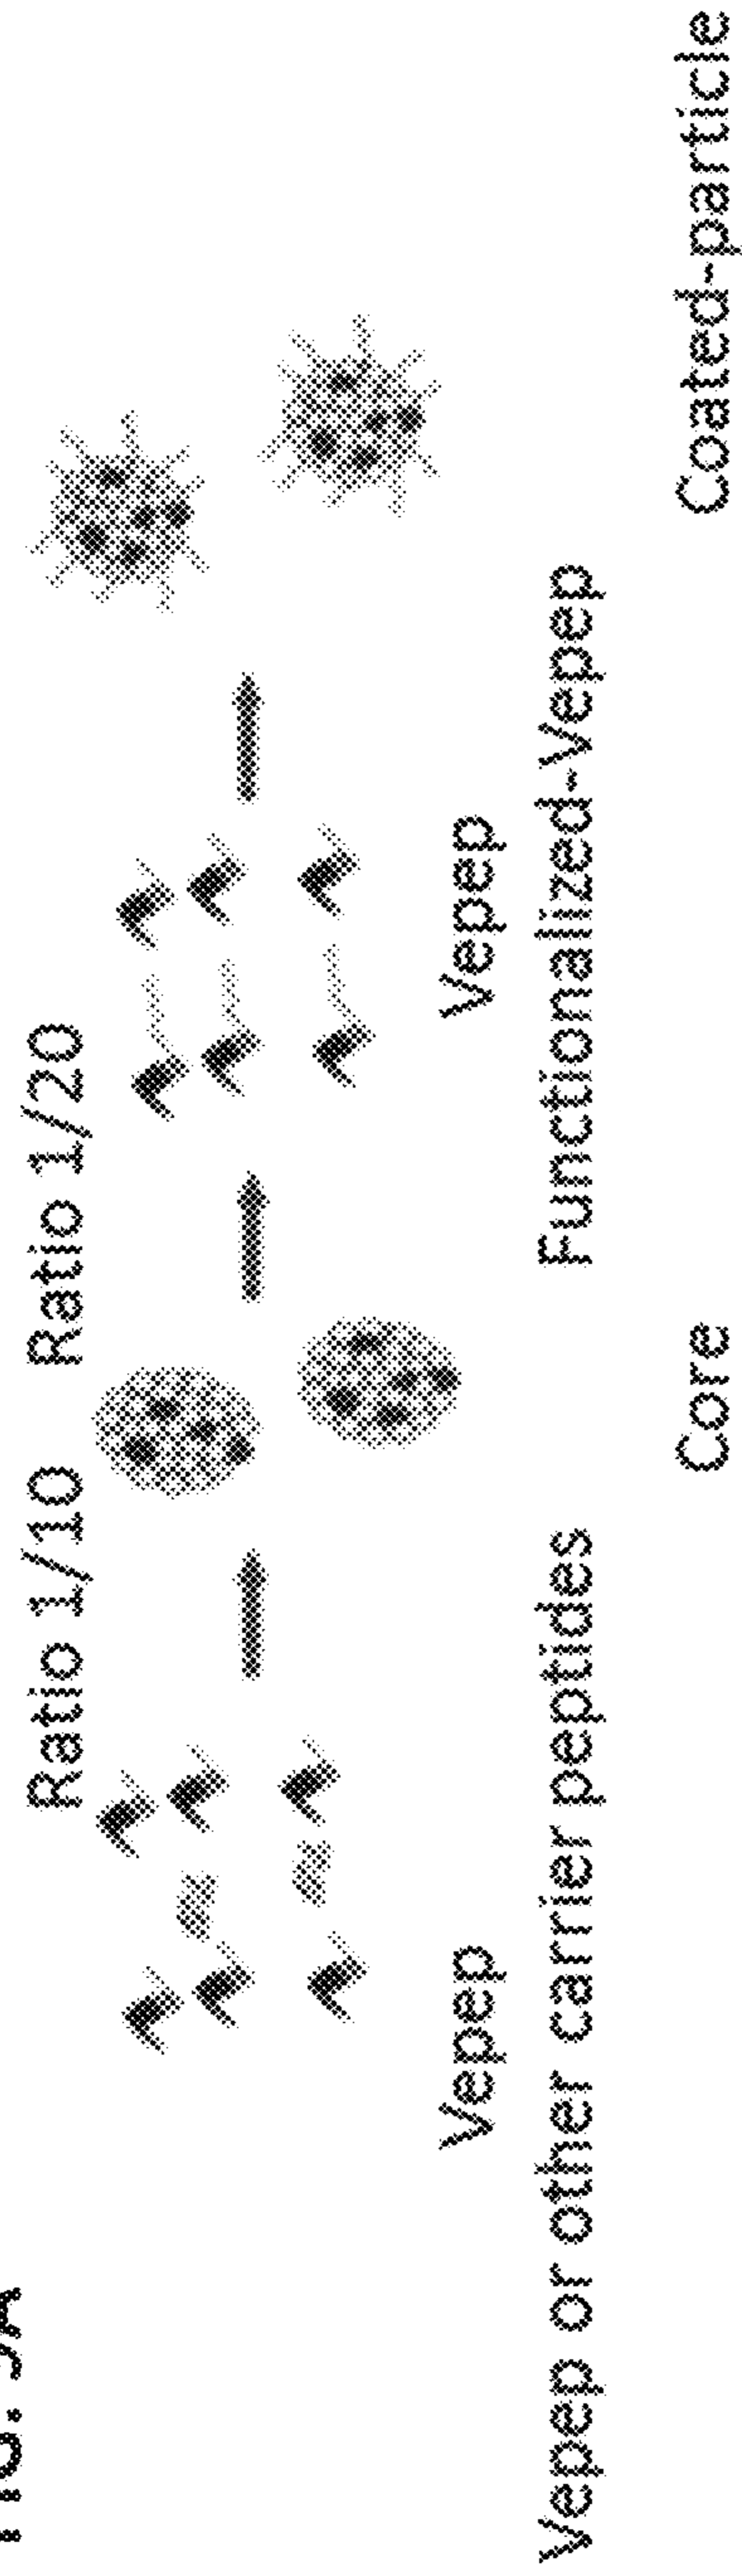 Ratio 1/10 Ratio 1/20
Vepep Vepep
Vepep or other carrier peptides Functionalized-Vepep
Core Coated-particle